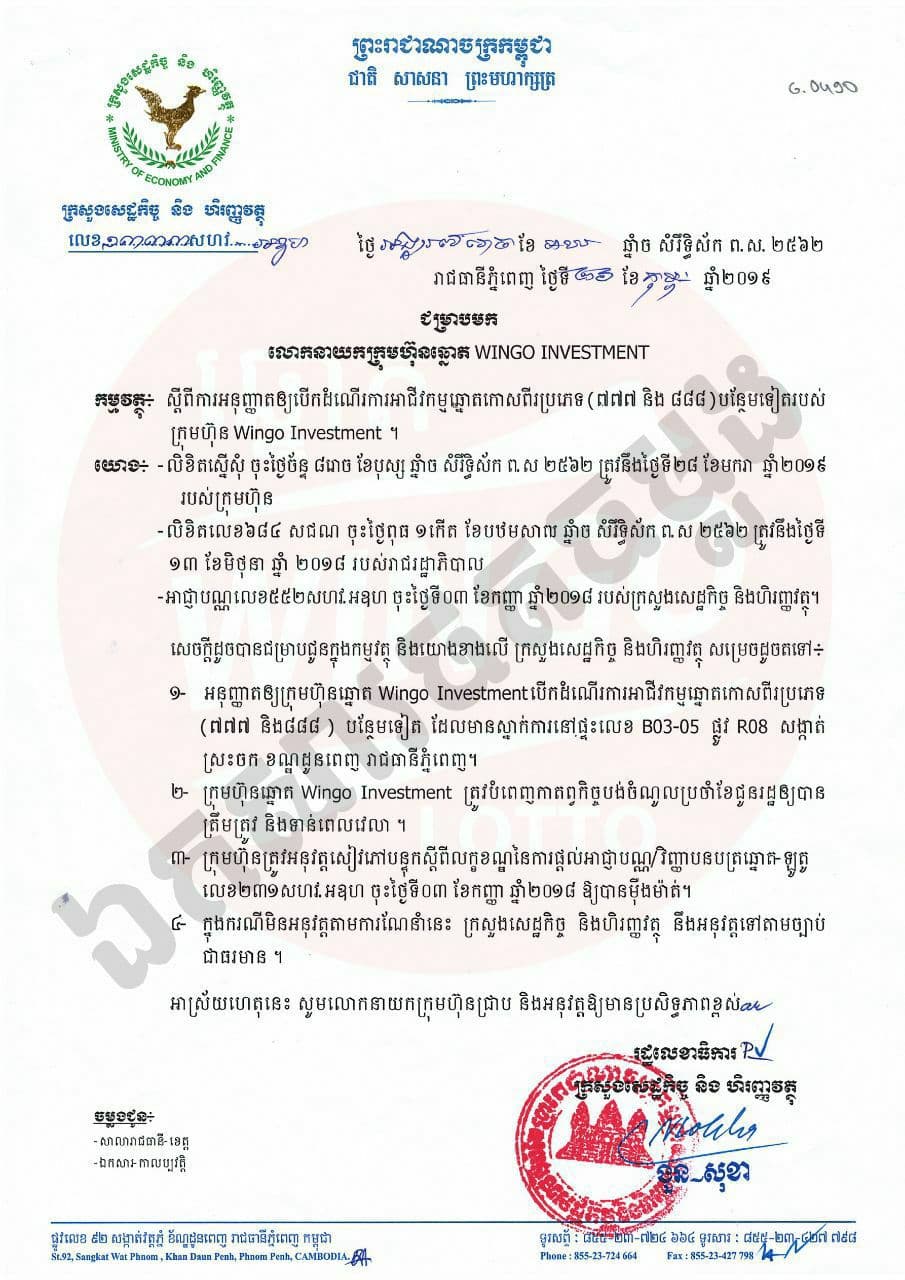 ព្រះរាជាណាចក្រកម្ពុជា
ជាតិ សាសនា ព្រះមហាក្សត្រ
ក្រសួងសេដ្ឋកិច្ច និង ហិរញ្ញវត្ថុ
MINISTRY OF ECONOMY AND FINANCE
ក្រសួងសេដ្ឋកិច្ច និង ហិរញ្ញវត្ថុ
លេខ សហវ.
ថ្ងៃ ខែ ឆ្នាំច សំរឹទ្ធិស័ក ព.ស. ២៥៦២
រាជធានីភ្នំពេញ ថ្ងៃទី ខែ កុម្ភៈ ឆ្នាំ២០១៩
ជម្រាបមក
លោកនាយកក្រុមហ៊ុនឆ្នោត WINGO INVESTMENT
កម្មវត្ថុ÷ ស្តីពីការអនុញ្ញាតឲ្យបើកដំណើរការអាជីវកម្មឆ្នោតកោសពីរប្រភេទ (៧៧៧ និង ៨៨៨) បន្ថែមទៀតរបស់
ក្រុមហ៊ុន Wingo Investment ។
យោង÷ - លិខិតស្នើសុំ ចុះថ្ងៃច័ន្ទ ៨រោច ខែបុស្ស ឆ្នាំច សំរឹទ្ធិស័ក ព.ស ២៥៦២ ត្រូវនឹងថ្ងៃទី២៨ ខែមករា ឆ្នាំ២០១៩
របស់ក្រុមហ៊ុន
-លិខិតលេខ៦៨៤ សជណ ចុះថ្ងៃពុធ ១កើត ខែបឋមសាឍ ឆ្នាំច សំរឹទ្ធិស័ក ព.ស ២៥៦២ ត្រូវនឹងថ្ងៃទី
១៣ ខែមិថុនា ឆ្នាំ ២០១៨ របស់រាជរដ្ឋាភិបាល
-អាជ្ញាបណ្ណលេខ៥៥២សហវ.អឧហ ចុះថ្ងៃទី០៣ ខែកញ្ញា ឆ្នាំ២០១៨ របស់ក្រសួងសេដ្ឋកិច្ច និងហិរញ្ញវត្ថុ។
សេចក្តីដូចបានជម្រាបជូនក្នុងកម្មវត្ថុ និងយោងខាងលើ ក្រសួងសេដ្ឋកិច្ច និងហិរញ្ញវត្ថុ សម្រេចដូចតទៅ÷
១- អនុញ្ញាតឲ្យក្រុមហ៊ុនឆ្នោត Wingo Investment បើកដំណើរការអាជីវកម្មឆ្នោតកោសពីរប្រភេទ
(៧៧៧ និង៨៨៨ ) បន្ថែមទៀត ដែលមានស្នាក់ការនៅផ្ទះលេខ B03-05 ផ្លូវ R08 សង្កាត់
ស្រះចក ខណ្ឌដូនពេញ រាជធានីភ្នំពេញ។
២- ក្រុមហ៊ុនឆ្នោត Wingo Investment ត្រូវបំពេញកាតព្វកិច្ចបង់ចំណូលប្រចាំខែជូនរដ្ឋឲ្យបាន
ត្រឹមត្រូវ និងទាន់ពេលវេលា ។
៣- ក្រុមហ៊ុនត្រូវអនុវត្តសៀវភៅបន្ទុកស្តីពីលក្ខខណ្ឌនៃការផ្តល់អាជ្ញាបណ្ណ/វិញ្ញាបនបត្រឆ្នោត-ឡូតូ
លេខ២៣១សហវ.អឧហ ចុះថ្ងៃទី០៣ ខែកញ្ញា ឆ្នាំ២០១៨ ឱ្យបានម៉ឺងម៉ាត់។
៤- ក្នុងករណីមិនអនុវត្តតាមការណែនាំនេះ ក្រសួងសេដ្ឋកិច្ច និងហិរញ្ញវត្ថុ នឹងអនុវត្តទៅតាមច្បាប់
ជាធរមាន ។
អាស្រ័យហេតុនេះ សូមលោកនាយកក្រុមហ៊ុនជ្រាប និងអនុវត្តឱ្យមានប្រសិទ្ធភាពខ្ពស់
រដ្ឋលេខាធិការ
ក្រសួងសេដ្ឋកិច្ច និង ហិរញ្ញវត្ថុ
ចម្លងជូន÷
-សាលារាជធានី-ខេត្ត
-ឯកសារ-កាលប្បវត្តិ
ងួន សុខា
WINGO
LOTTO
ឯកសារថតចម្លង
ផ្លូវលេខ ៩២ សង្កាត់វត្តភ្នំ ខ័ណ្ឌដូនពេញ រាជធានីភ្នំពេញ កម្ពុជា
St.92, Sangkat Wat Phnom , Khan Daun Penh, Phnom Penh, CAMBODIA.
ទូរសព្ទ័ : ៨៥៥-២៣-៧២៤ ៦៦៤ ទូរសារ : ៨៥៥-២៣-៤២៧ ៧៩៨
Phone : 855-23-724 664 Fax : 855-23-427 798